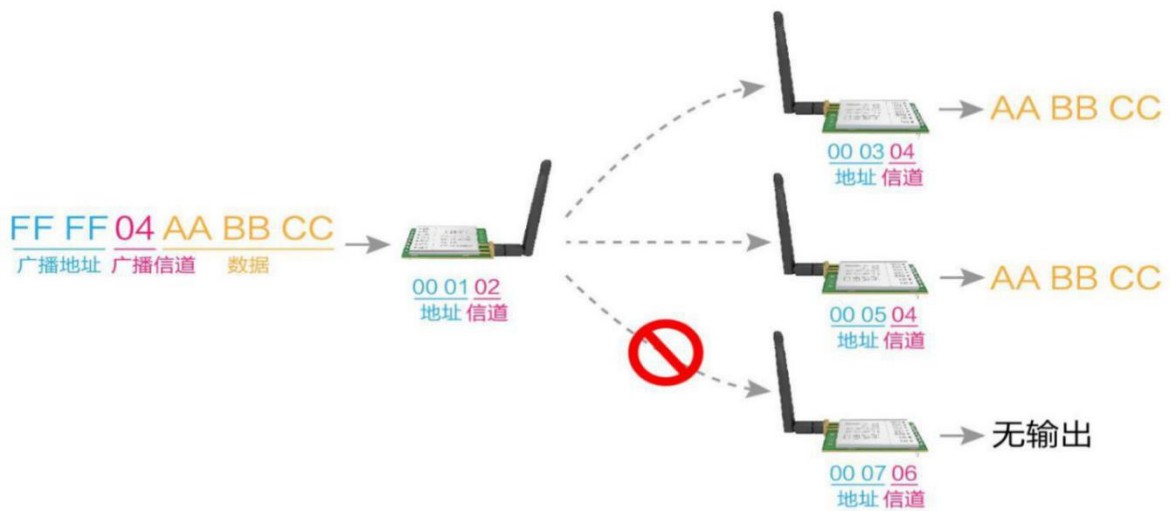 FF FF 04 AA BB CC
广播地址 广播信道 数据
00 01 02
地址 信道
AA BB CC
00 03 04
地址 信道
AA BB CC
00 05 04
地址 信道
无输出
00 07 06
地址 信道